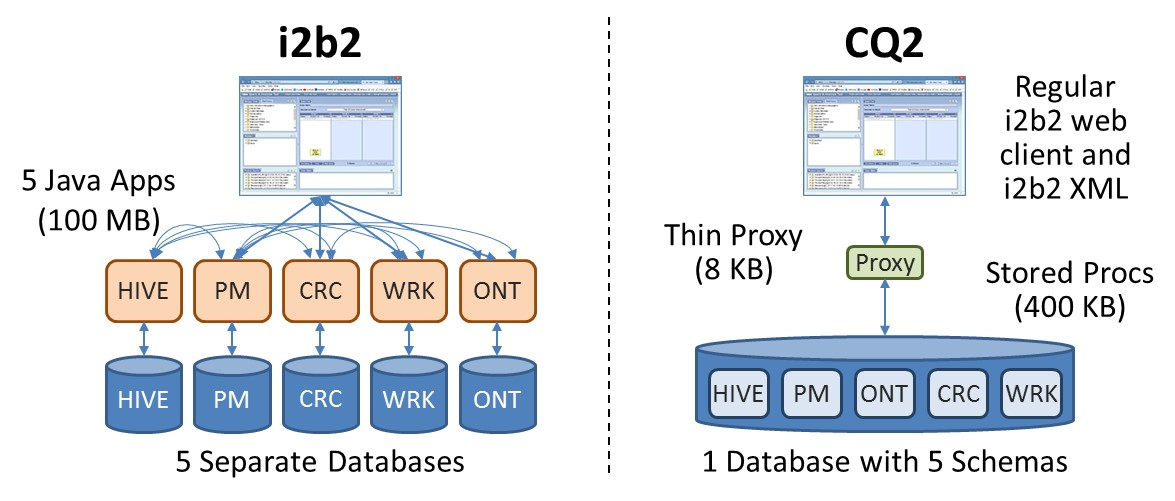 i2b2
5 Java Apps
(100 MB)
HIVE PM CRC WRK ONT
HIVE PM CRC WRK ONT
5 Separate Databases
CQ2
Regular
i2b2 web
client and
i2b2 XML
Thin Proxy
(8 KB)
Proxy
Stored Procs
(400 KB)
HIVE PM ONT CRC WRK
1 Database with 5 Schemas